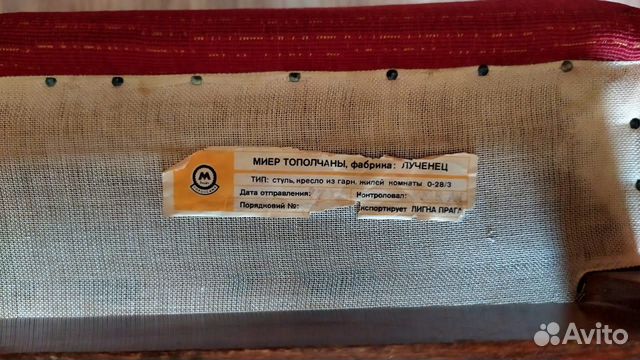 МИЕР ТОПОЛЧАНЫ, фабрика: ЛУЧЕНЕЦ
ТИП: стуль, кресло из гарн. жилей комнаты 0-28/3
Дата отправления: Контроловал:
Порядковий №: Экспортирует ЛИГНА ПРАГА
M
Avito